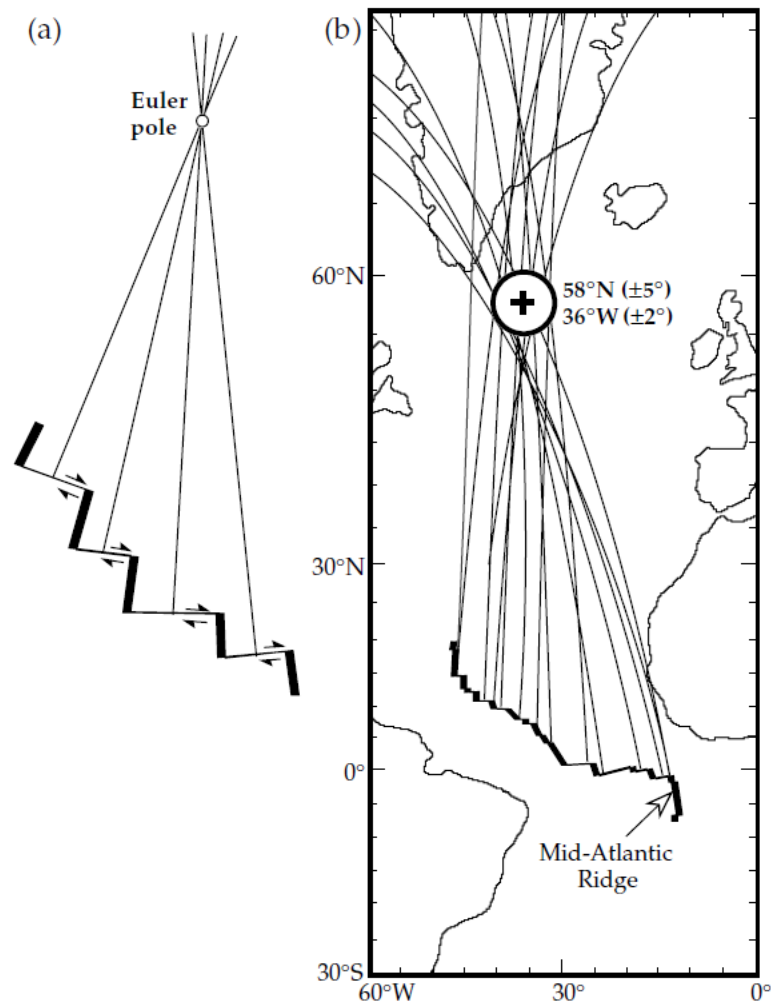 (a)
Euler
pole
(b)
60°N
58°N (±5°)
36°W (±2°)
30°N
0°
Mid-Atlantic
Ridge
30°S
60°W
30°
0°